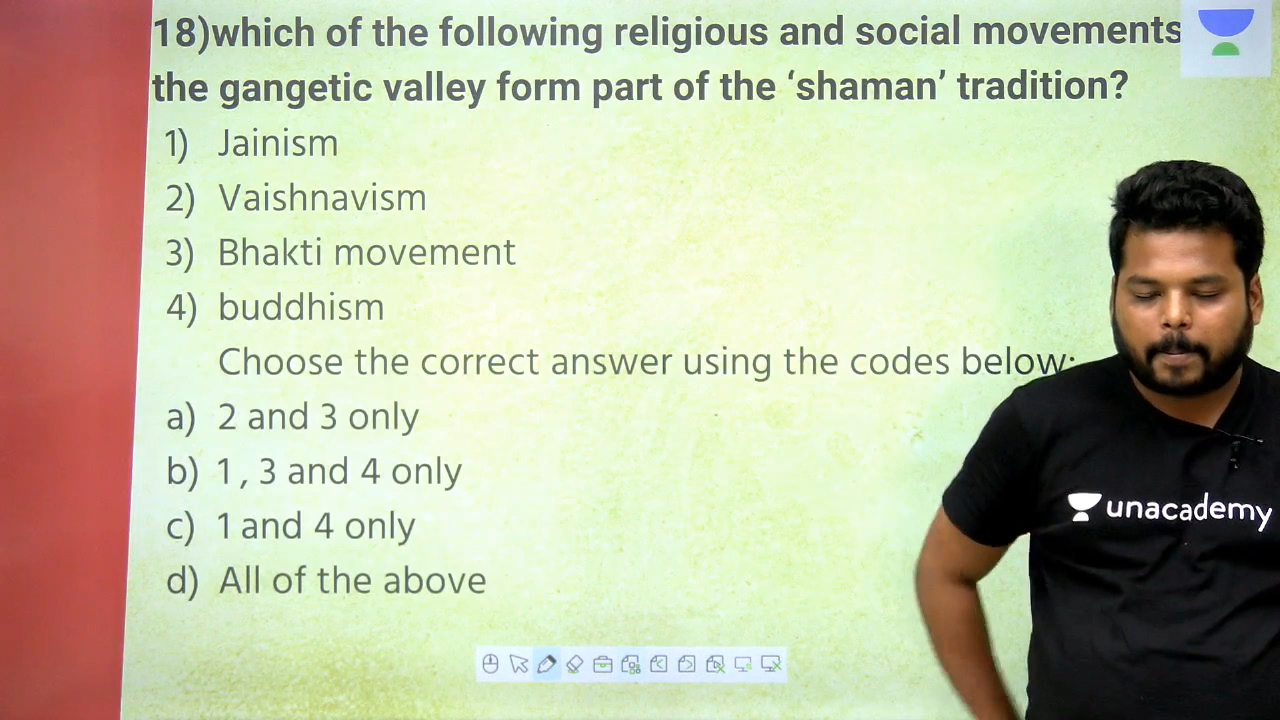 18)which of the following religious and social movements
the gangetic valley form part of the ‘shaman’ tradition?
1) Jainism
2) Vaishnavism
3) Bhakti movement
4) buddhism
Choose the correct answer using the codes below:
a) 2 and 3 only
b) 1 , 3 and 4 only
c) 1 and 4 only
d) All of the above
unacademy